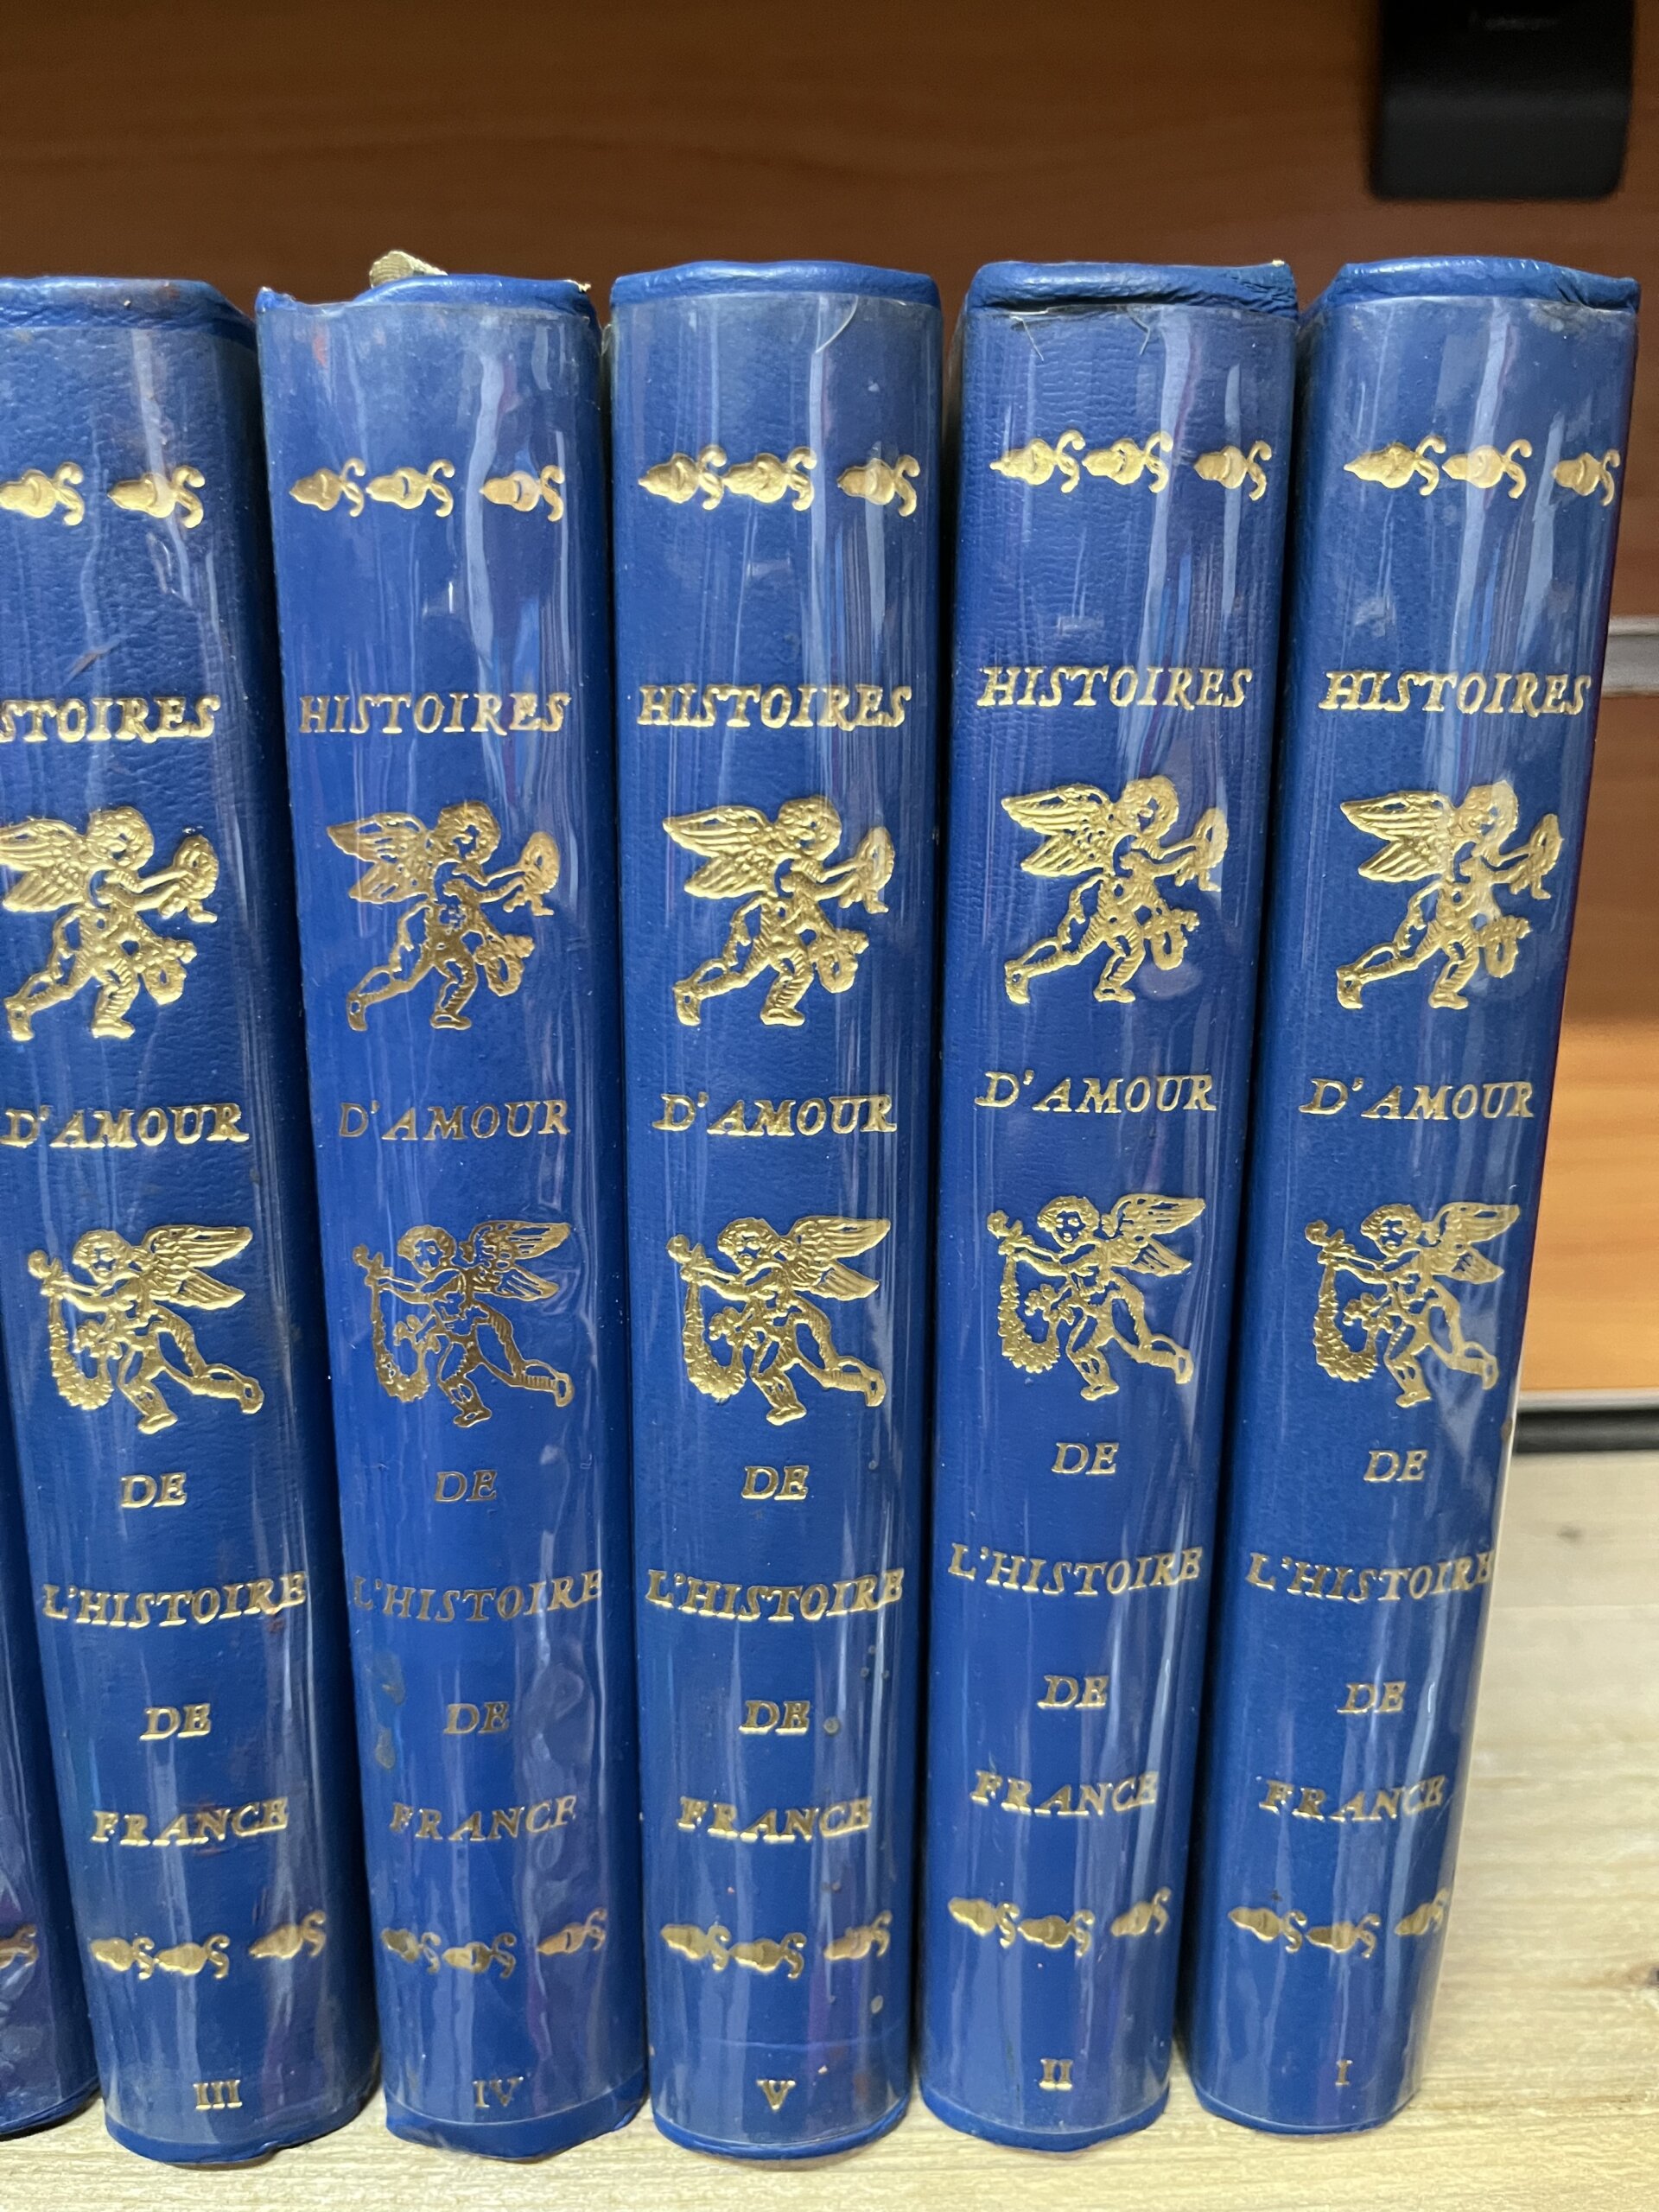 STOIRES
D'AMOUR
DE
L'HISTOIRE
DE
FRANCE
III
HISTOIRES
D'AMOUR
DE
L'HISTOIRE
DE
FRANCE
IV
HISTOIRES
D'AMOUR
DE
L'HISTOIRE
DE
FRANCE
V
HISTOIRES
D'AMOUR
DE
L'HISTOIRE
DE
FRANCE
II
HISTOIRES
D'AMOUR
DE
L'HISTOIRE
DE
FRANCE
I